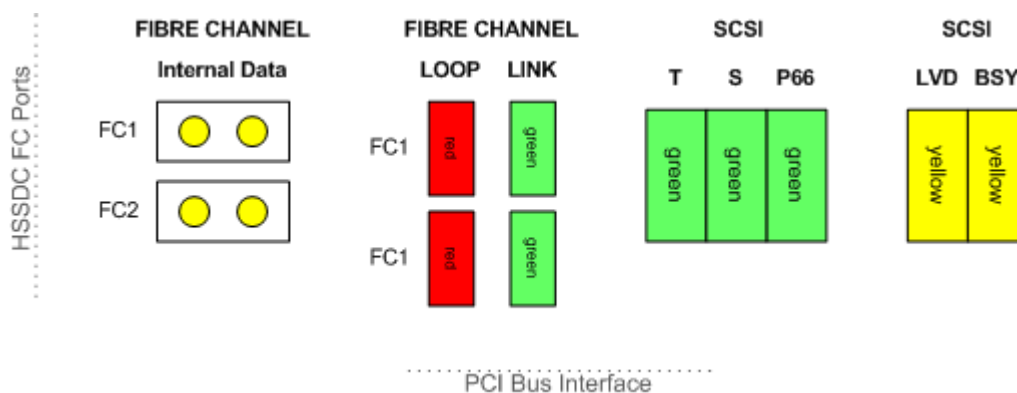 FIBRE CHANNEL
Internal Data
FC1
FC2
HSSDC FC Ports
FIBRE CHANNEL
LOOP LINK
FC1 red green
FC1 red green
SCSI
T S P66
green green green
SCSI
LVD BSY
yellow yellow
PCI Bus Interface